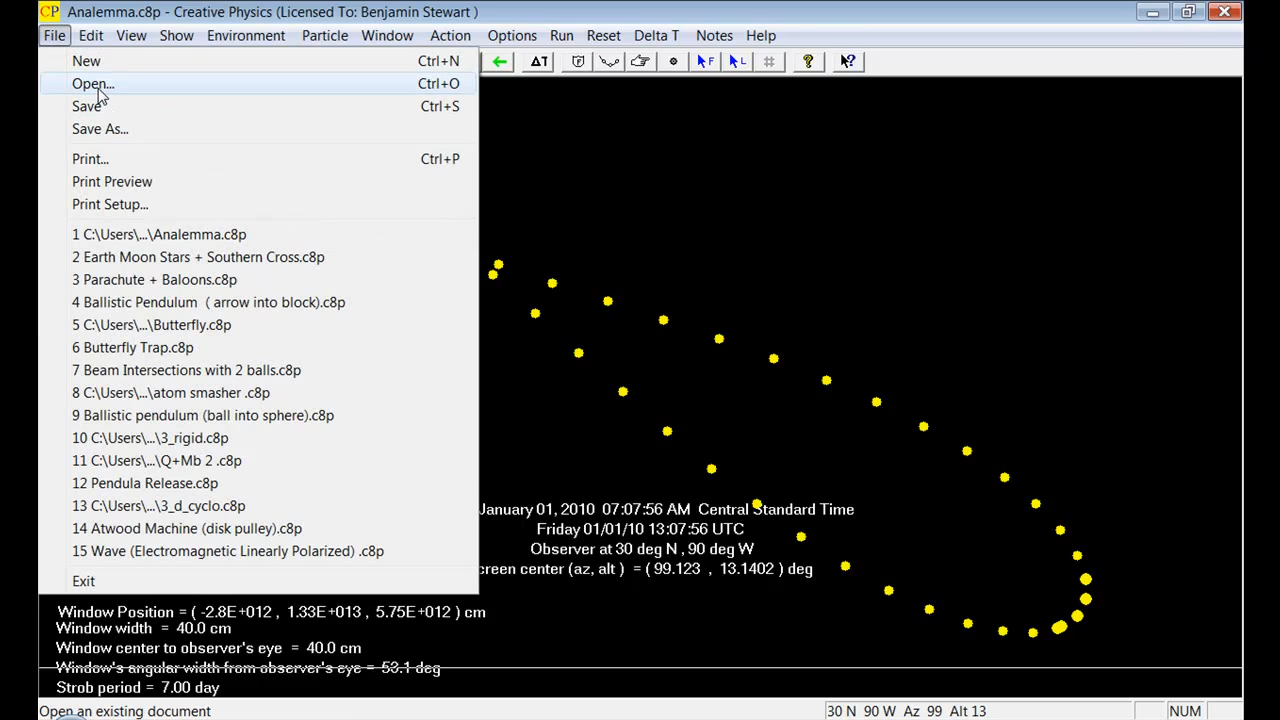 CP Analemma.c8p - Creative Physics (Licensed To: Benjamin Stewart )
File Edit View Show Environment Particle Window Action Options Run Reset Delta T Notes Help
ΔT F L # ? ?
New Ctrl+N
Open... Ctrl+O
Save Ctrl+S
Save As...
Print... Ctrl+P
Print Preview
Print Setup...
1 C:\Users\...\Analemma.c8p
2 Earth Moon Stars + Southern Cross.c8p
3 Parachute + Baloons.c8p
4 Ballistic Pendulum ( arrow into block).c8p
5 C:\Users\...\Butterfly.c8p
6 Butterfly Trap.c8p
7 Beam Intersections with 2 balls.c8p
8 C:\Users\...\atom smasher .c8p
9 Ballistic pendulum (ball into sphere).c8p
10 C:\Users\...\3_rigid.c8p
11 C:\Users\...\Q+Mb 2 .c8p
12 Pendula Release.c8p
13 C:\Users\...\3_d_cyclo.c8p
14 Atwood Machine (disk pulley).c8p
15 Wave (Electromagnetic Linearly Polarized) .c8p
Exit
January 01, 2010 07:07:56 AM Central Standard Time
Friday 01/01/10 13:07:56 UTC
Observer at 30 deg N , 90 deg W
creen center (az, alt ) = ( 99.123 , 13.1402 ) deg
Window Position = ( -2.8E+012 , 1.33E+013 , 5.75E+012 ) cm
Window width = 40.0 cm
Window center to observer's eye = 40.0 cm
Window's angular width from observer's eye = 53.1 deg
Strob period = 7.00 day
Open an existing document 30 N 90 W Az 99 Alt 13 NUM